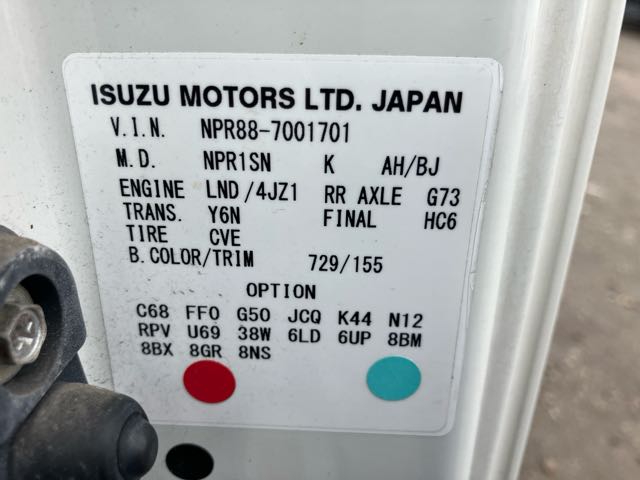 ISUZU MOTORS LTD. JAPAN
V.I.N. NPR88-7001701
M.D. NPR1SN K AH/BJ
ENGINE LND/4JZ1 RR AXLE G73
TRANS. Y6N FINAL HC6
TIRE CVE
B.COLOR/TRIM 729/155
OPTION
C68 FF0 G50 JCQ K44 N12
RPV U69 38W 6LD 6UP 8BM
8BX 8GR 8NS